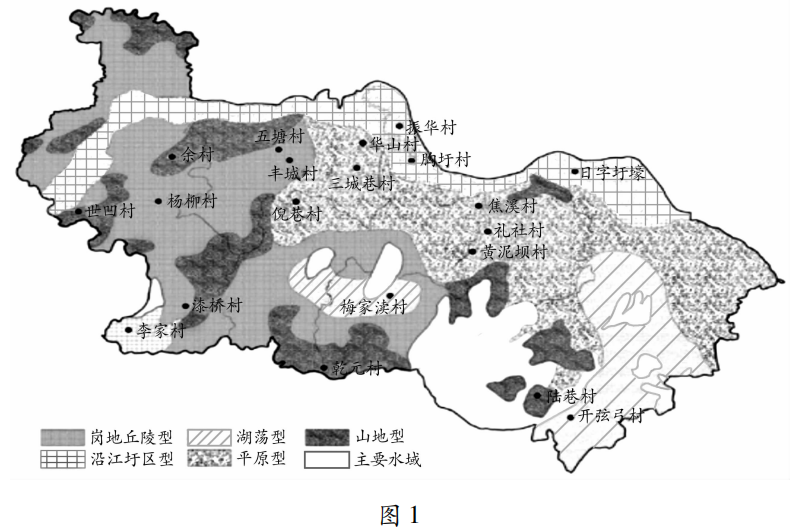 振华村
五塘村
华山村
余村
朐圩村
丰城村
三城巷村
日字圩壕
世凹村
杨柳村
倪巷村
焦溪村
礼社村
黄泥坝村
漆桥村
梅家渎村
李家村
乾元村
陆巷村
开弦弓村
岗地丘陵型
湖荡型
山地型
沿江圩区型
平原型
主要水域
图 1